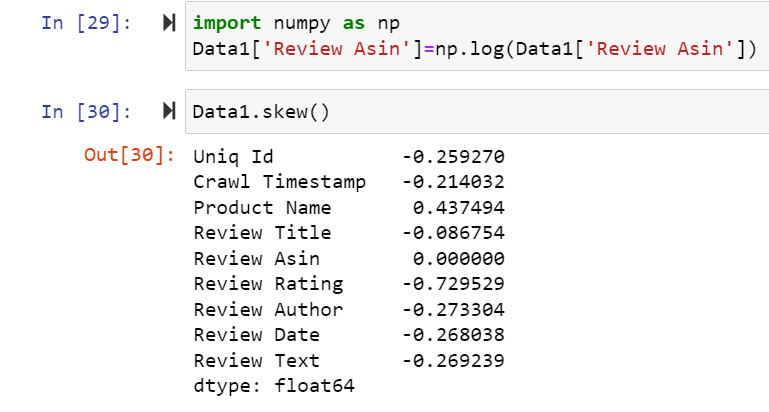 In [29]: import numpy as np
Data1['Review Asin']=np.log(Data1['Review Asin'])
In [30]: Data1.skew()
Out[30]: Uniq Id -0.259270
Crawl Timestamp -0.214032
Product Name 0.437494
Review Title -0.086754
Review Asin 0.000000
Review Rating -0.729529
Review Author -0.273304
Review Date -0.268038
Review Text -0.269239
dtype: float64